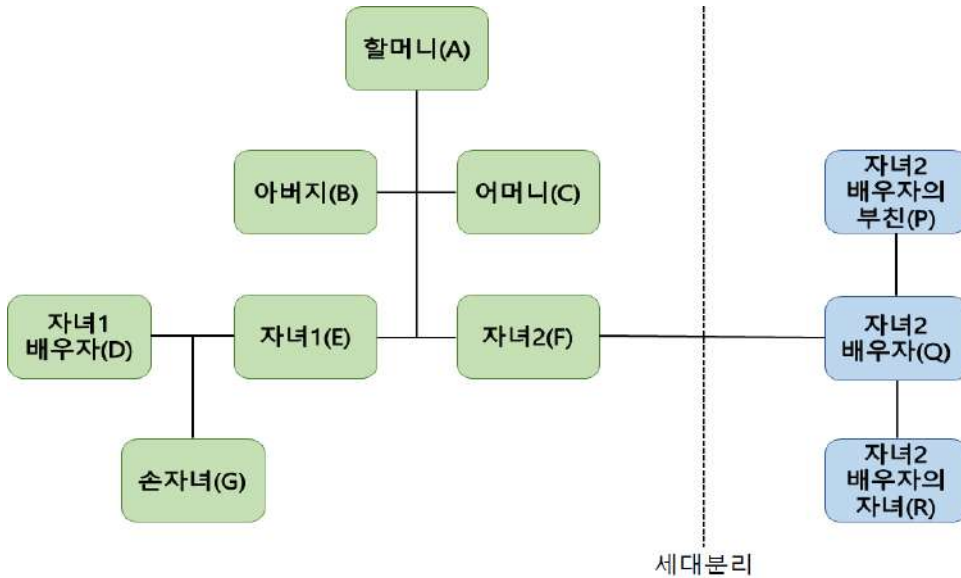 할머니(A)
아버지(B)
어머니(C)
자녀2
배우자의
부친(P)
자녀1
배우자(D)
자녀1(E)
자녀2(F)
자녀2
배우자(Q)
손자녀(G)
자녀2
배우자의
자녀(R)
세대분리